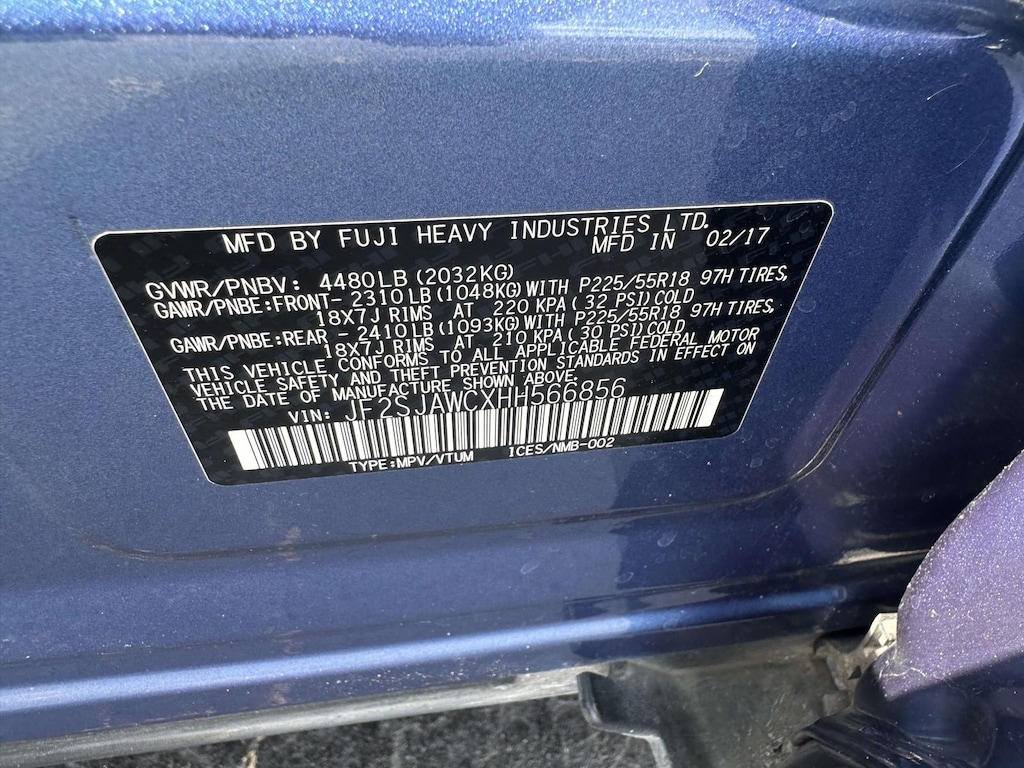 MFD BY FUJI HEAVY INDUSTRIES LTD.
MFD IN 02/17
GVWR/PNBV: 4480LB (2032KG)
GAWR/PNBE:FRONT- 2310LB (1048KG) WITH P225/55R18 97H TIRES,
18X7J RIMS AT 220 KPA (32 PSI) COLD
GAWR/PNBE:REAR - 2410LB (1093KG) WITH P225/55R18 97H TIRES,
18X7J RIMS AT 210 KPA (30 PSI) COLD
THIS VEHICLE CONFORMS TO ALL APPLICABLE FEDERAL MOTOR
VEHICLE SAFETY AND THEFT PREVENTION STANDARDS IN EFFECT ON
THE DATE OF MANUFACTURE SHOWN ABOVE.
VIN: JF2SJAWCXHH566856
TYPE:MPV/VTUM ICES/NMB-002